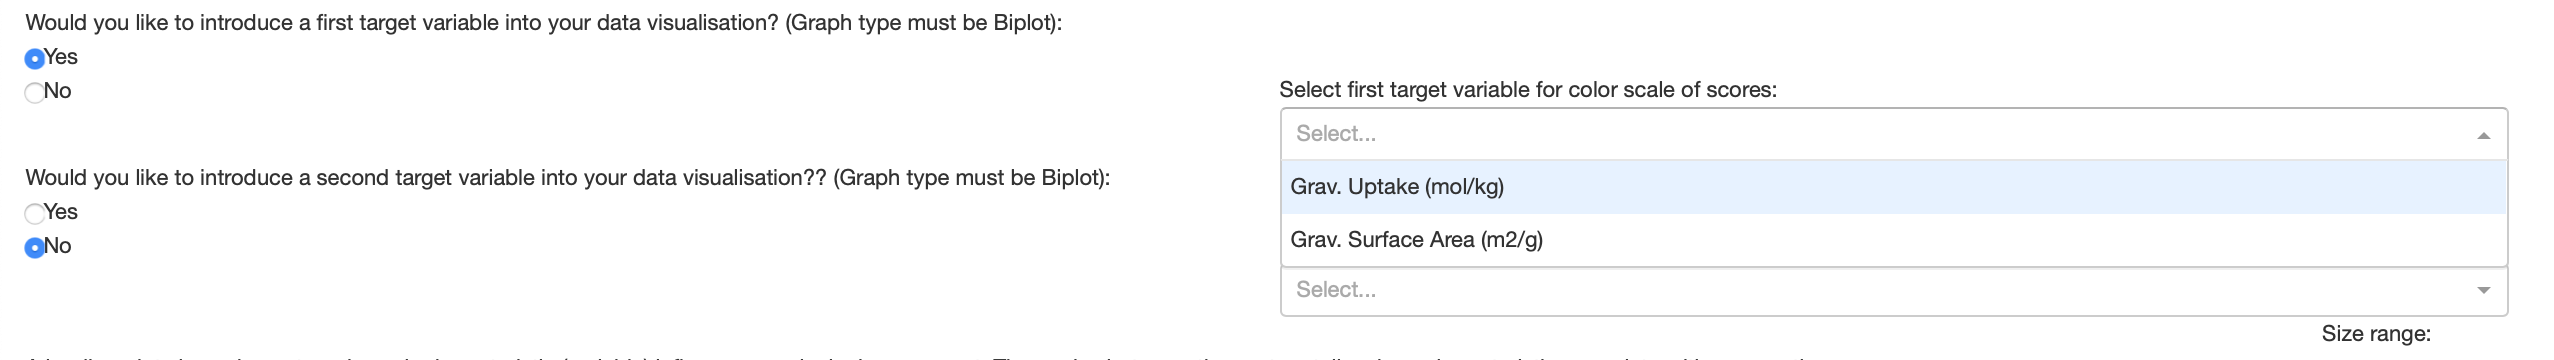 Would you like to introduce a first target variable into your data visualisation? (Graph type must be Biplot):
Yes
No
Select first target variable for color scale of scores:
Select...
Grav. Uptake (mol/kg)
Grav. Surface Area (m2/g)
Would you like to introduce a second target variable into your data visualisation?? (Graph type must be Biplot):
Yes
No
Select...
Size range: